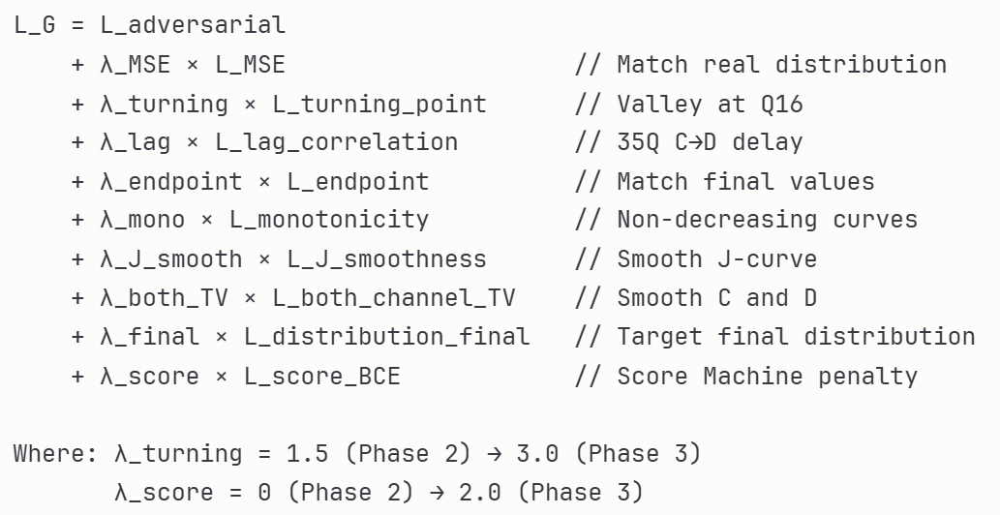 L_G = L_adversarial
    + λ_MSE × L_MSE                    // Match real distribution
    + λ_turning × L_turning_point      // Valley at Q16
    + λ_lag × L_lag_correlation        // 35Q C→D delay
    + λ_endpoint × L_endpoint          // Match final values
    + λ_mono × L_monotonicity          // Non-decreasing curves
    + λ_J_smooth × L_J_smoothness      // Smooth J-curve
    + λ_both_TV × L_both_channel_TV    // Smooth C and D
    + λ_final × L_distribution_final   // Target final distribution
    + λ_score × L_score_BCE            // Score Machine penalty

Where: λ_turning = 1.5 (Phase 2) → 3.0 (Phase 3)
       λ_score = 0 (Phase 2) → 2.0 (Phase 3)